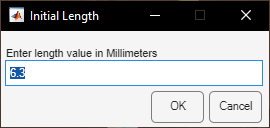 Initial Length
Enter length value in Millimeters
6.3
OK
Cancel